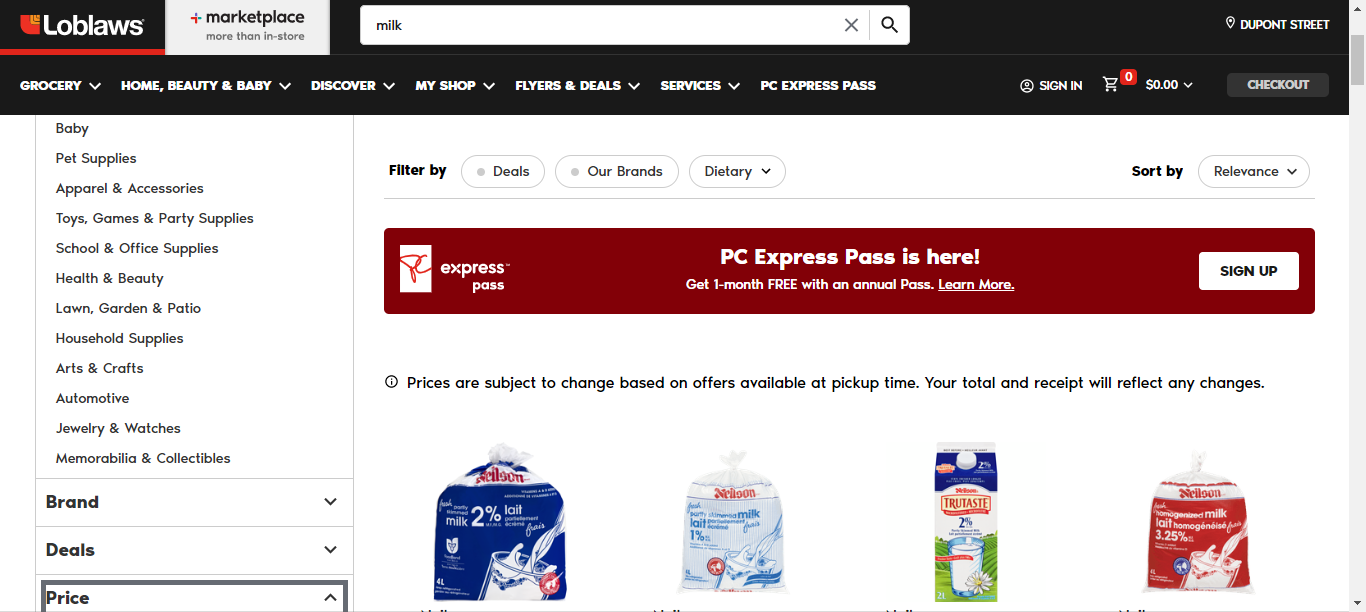 Loblaws
marketplace
more than in-store
milk
DUPONT STREET
GROCERY
HOME, BEAUTY & BABY
DISCOVER
MY SHOP
FLYERS & DEALS
SERVICES
PC EXPRESS PASS
SIGN IN
0
$0.00
CHECKOUT
Baby
Pet Supplies
Apparel & Accessories
Toys, Games & Party Supplies
School & Office Supplies
Health & Beauty
Lawn, Garden & Patio
Household Supplies
Arts & Crafts
Automotive
Jewelry & Watches
Memorabilia & Collectibles
Brand
Deals
Price
Filter by
Deals
Our Brands
Dietary
Sort by
Relevance
PC
express™
pass
PC Express Pass is here!
Get 1-month FREE with an annual Pass. Learn More.
SIGN UP
Prices are subject to change based on offers available at pickup time. Your total and receipt will reflect any changes.
Neilson
fresh partly skimmed milk
2%
lait partiellement écrémé frais
4L
Neilson
fresh
partly skimmed milk
lait partiellement écrémé
1%
frais
2%
Neilson
TRUTASTE
2%
2L
Neilson
fresh
homogenized milk
lait homogénéisé
3.25%
frais